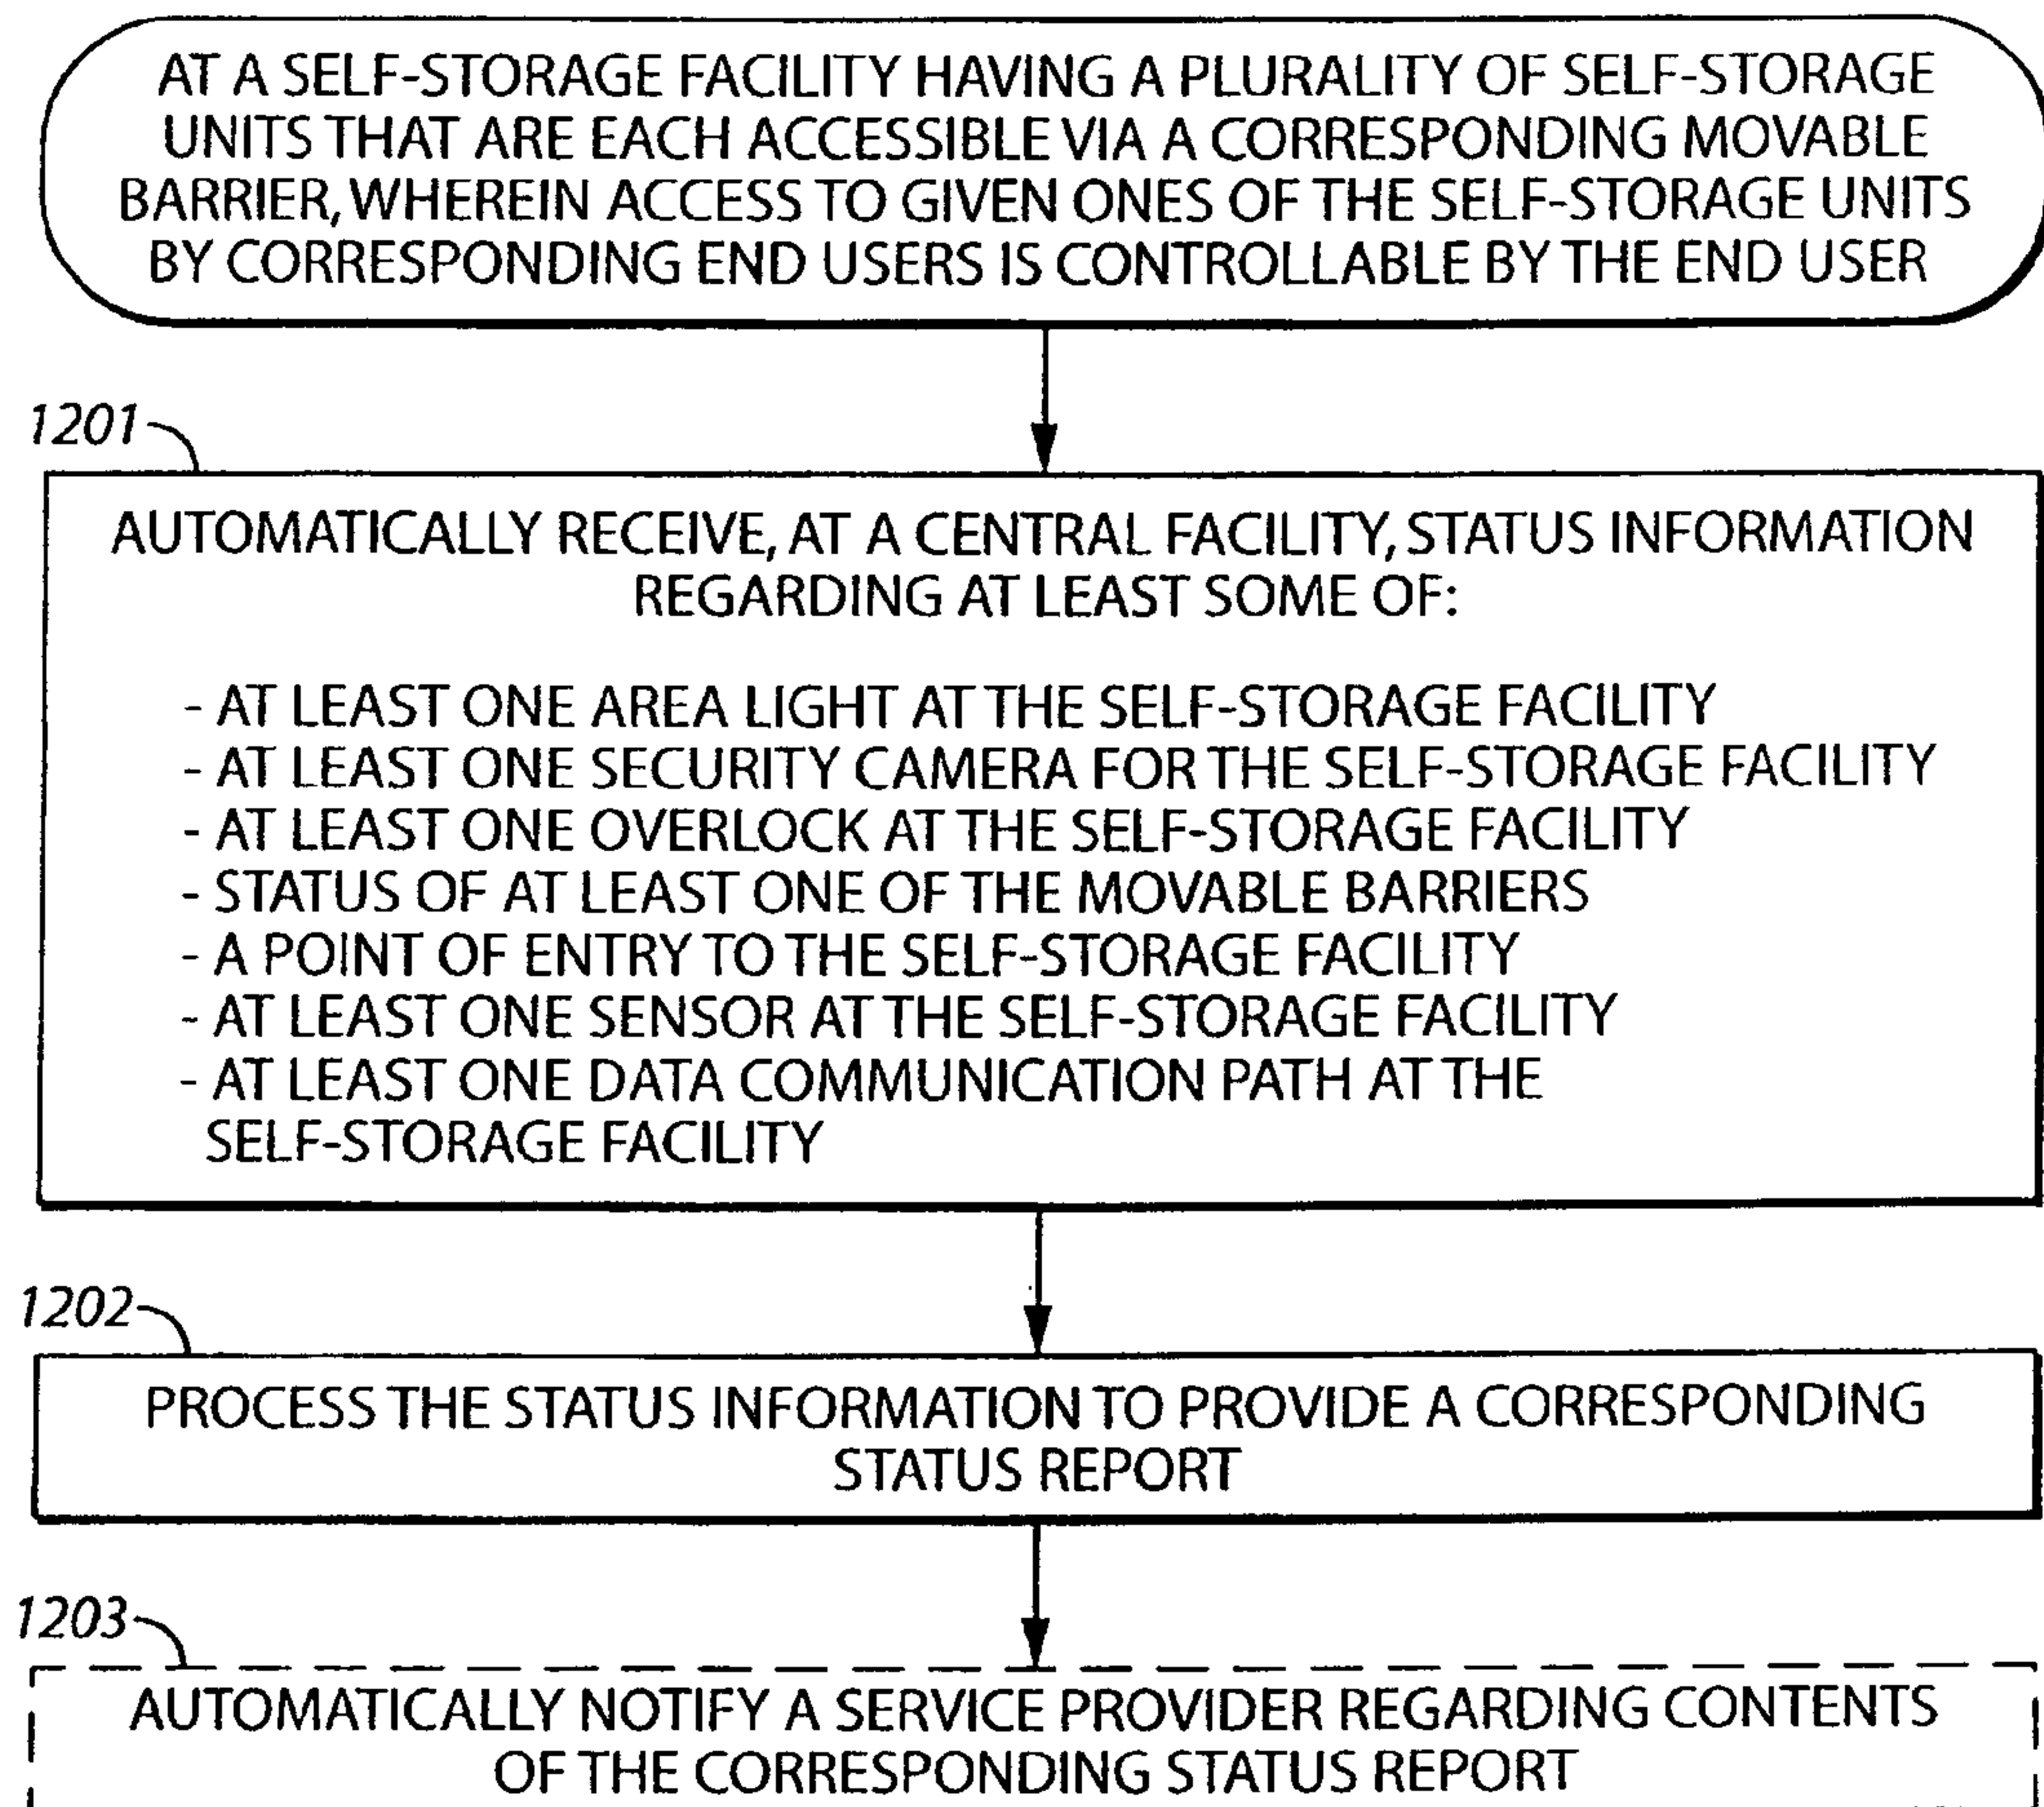 AT A SELF-STORAGE FACILITY HAVING A PLURALITY OF SELF-STORAGE
UNITS THAT ARE EACH ACCESSIBLE VIA A CORRESPONDING MOVABLE
BARRIER, WHEREIN ACCESS TO GIVEN ONES OF THE SELF-STORAGE UNITS
BY CORRESPONDING END USERS IS CONTROLLABLE BY THE END USER
1201
AUTOMATICALLY RECEIVE, AT A CENTRAL FACILITY, STATUS INFORMATION
REGARDING AT LEAST SOME OF:
- AT LEAST ONE AREA LIGHT AT THE SELF-STORAGE FACILITY
- AT LEAST ONE SECURITY CAMERA FOR THE SELF-STORAGE FACILITY
- AT LEAST ONE OVERLOCK AT THE SELF-STORAGE FACILITY
- STATUS OF AT LEAST ONE OF THE MOVABLE BARRIERS
- A POINT OF ENTRY TO THE SELF-STORAGE FACILITY
- AT LEAST ONE SENSOR AT THE SELF-STORAGE FACILITY
- AT LEAST ONE DATA COMMUNICATION PATH AT THE
SELF-STORAGE FACILITY
1202
PROCESS THE STATUS INFORMATION TO PROVIDE A CORRESPONDING
STATUS REPORT
1203
AUTOMATICALLY NOTIFY A SERVICE PROVIDER REGARDING CONTENTS
OF THE CORRESPONDING STATUS REPORT